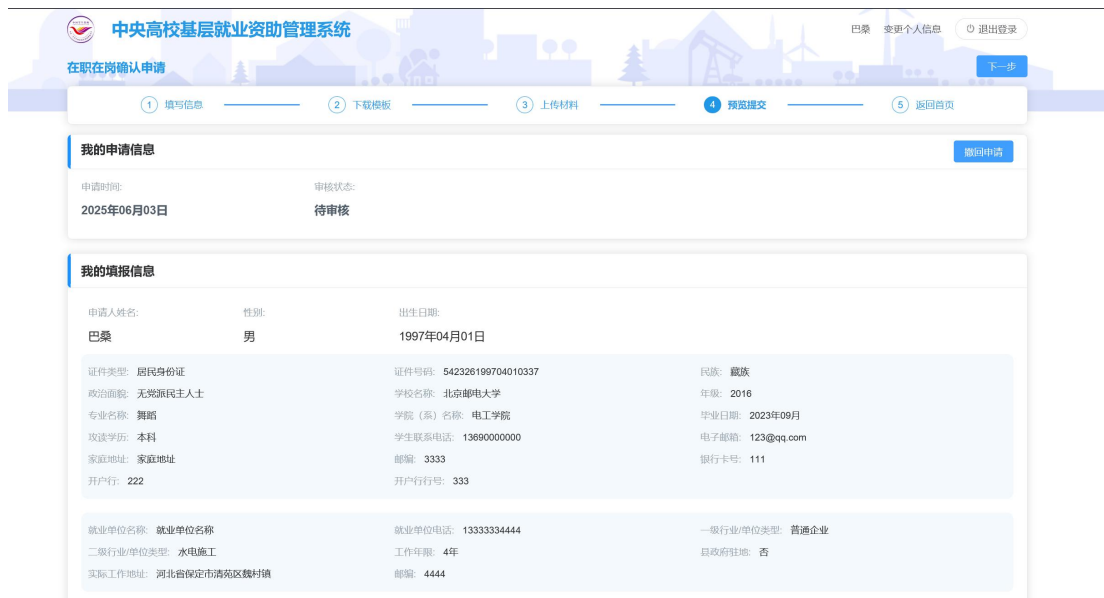 中央高校基层就业资助管理系统
巴桑 变更个人信息 退出登录
在职在岗确认申请
下一步
1 填写信息 2 下载模板 3 上传材料 4 预览提交 5 返回首页
我的申请信息
撤回申请
申请时间: 审核状态:
2025年06月03日 待审核
我的填报信息
申请人姓名: 性别: 出生日期:
巴桑 男 1997年04月01日
证件类型: 居民身份证 证件号码: 542326199704010337 民族: 藏族
政治面貌: 无党派民主人士 学校名称: 北京邮电大学 年级: 2016
专业名称: 舞蹈 学院（系）名称: 电工学院 毕业日期: 2023年09月
攻读学历: 本科 学生联系电话: 13690000000 电子邮箱: 123@qq.com
家庭地址: 家庭地址 邮编: 3333 银行卡号: 111
开户行: 222 开户行行号: 333
就业单位名称: 就业单位名称 就业单位电话: 13333334444 一级行业/单位类型: 普通企业
二级行业/单位类型: 水电施工 工作年限: 4年 县政府驻地: 否
实际工作地址: 河北省保定市清苑区魏村镇 邮编: 4444